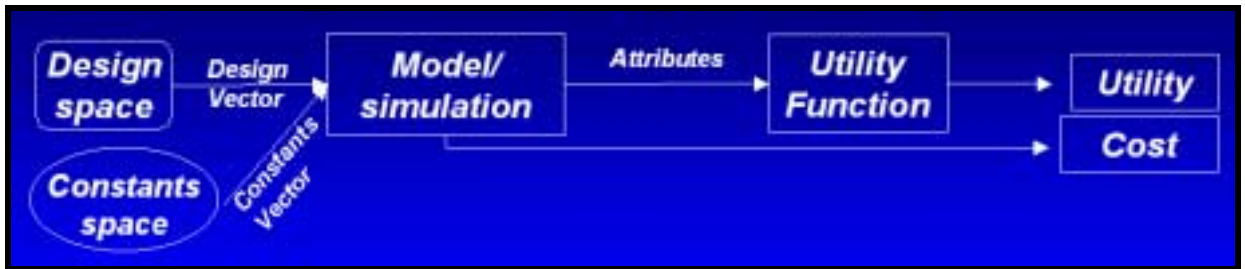 Design
space
Design
Vector
Model/
simulation
Attributes
Utility
Function
Utility
Cost
Constants
space
Constants
Vector